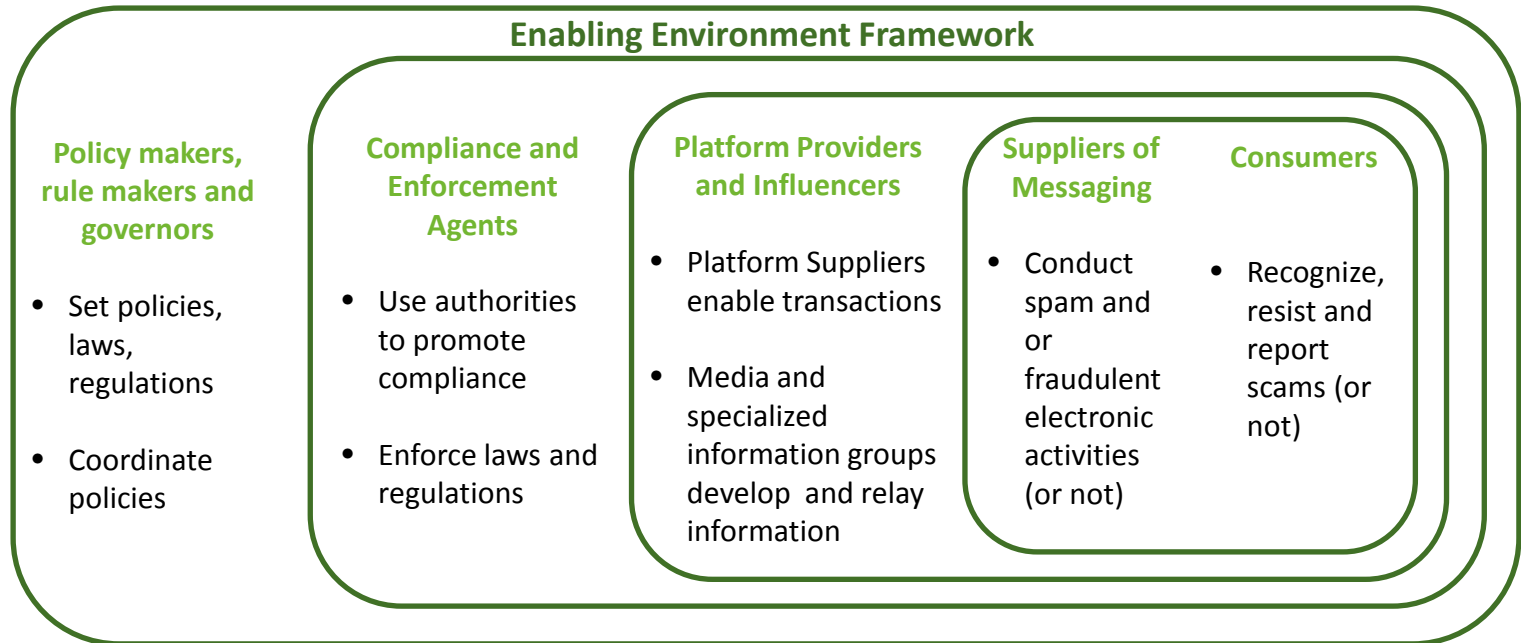 Enabling Environment Framework
Policy makers,
rule makers and
governors
• Set policies,
laws,
regulations
• Coordinate
policies
Compliance and
Enforcement
Agents
• Use authorities
to promote
compliance
• Enforce laws and
regulations
Platform Providers
and Influencers
• Platform Suppliers
enable transactions
• Media and
specialized
information groups
develop and relay
information
Suppliers of
Messaging
• Conduct
spam and
or
fraudulent
electronic
activities
(or not)
Consumers
• Recognize,
resist and
report
scams (or
not)